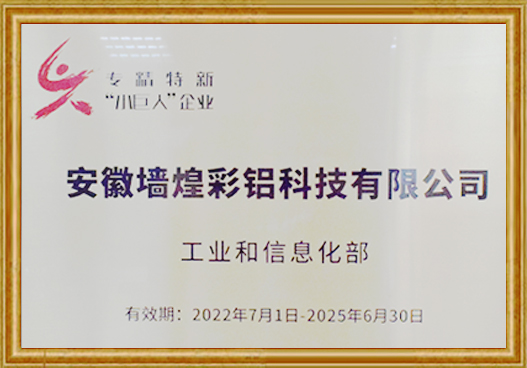 专精特新
“小巨人”企业
安徽墙煌彩铝科技有限公司
工业和信息化部
有效期：2022年7月1日-2025年6月30日